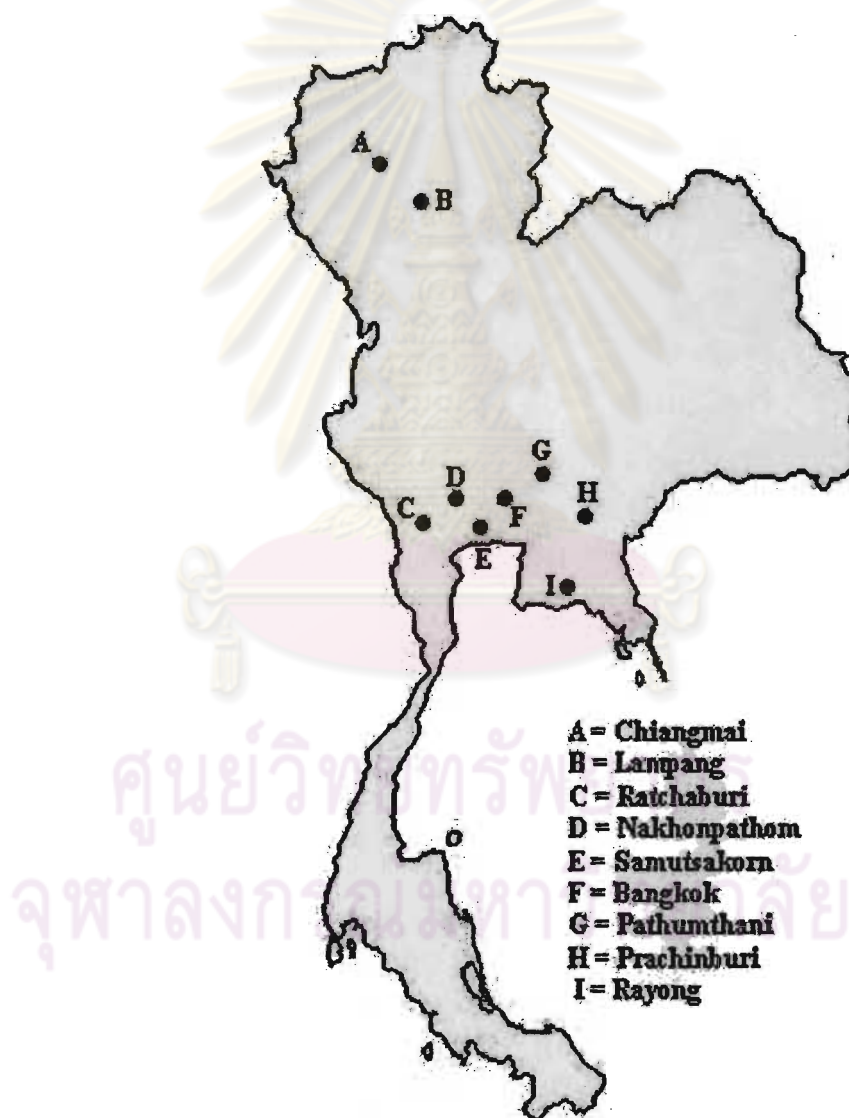 A
B
G
D
H
C
F
E
I
A = Chiangmai
B = Lampang
C = Ratchaburi
D = Nakhonpathom
E = Samutsakorn
F = Bangkok
G = Pathumthani
H = Prachinburi
I = Rayong
ศูนย์วิทยทรัพยากร
จุฬาลงกรณ์มหาวิทยาลัย